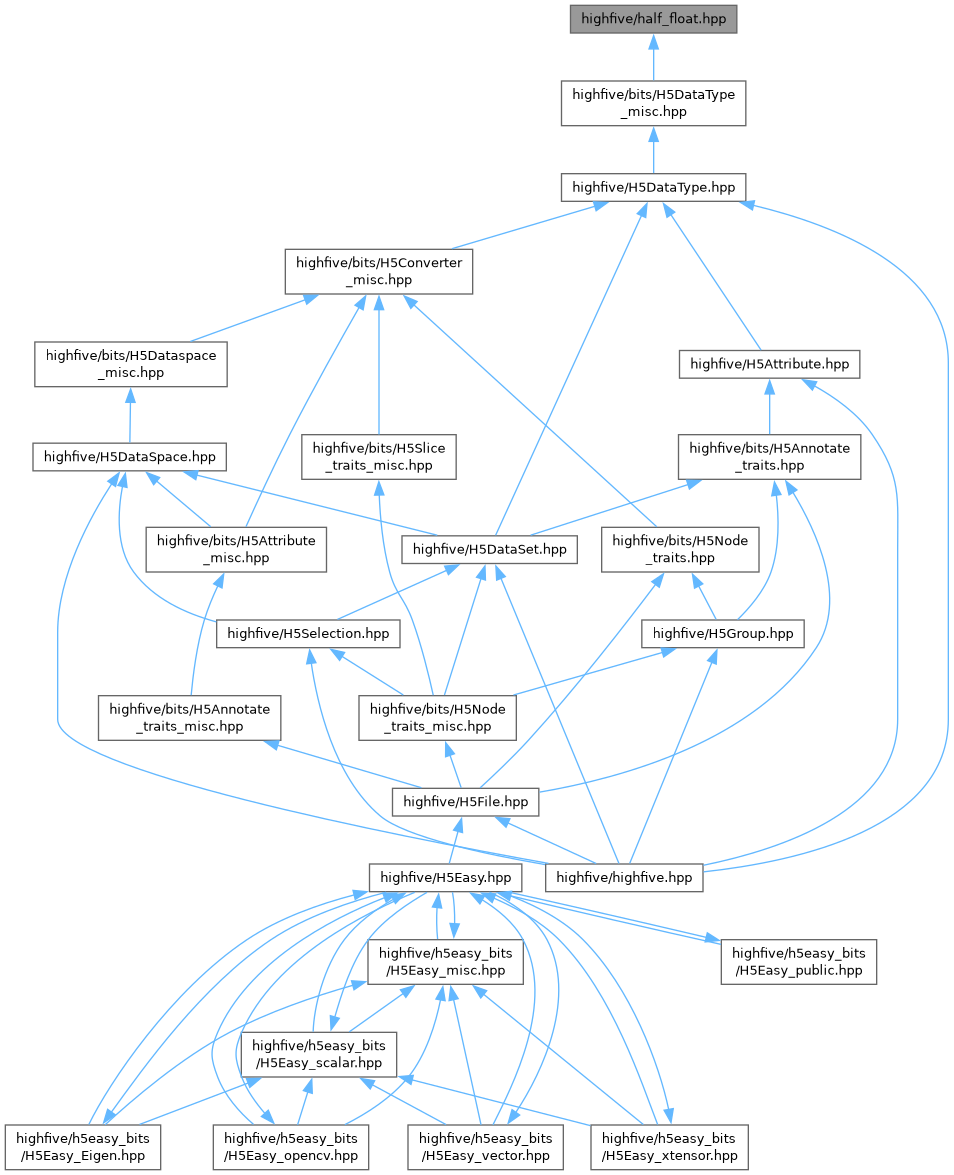 highfive/half_float.hpp
highfive/bits/H5DataType
_misc.hpp
highfive/H5DataType.hpp
highfive/bits/H5Converter
_misc.hpp
highfive/bits/H5Dataspace
_misc.hpp
highfive/H5Attribute.hpp
highfive/H5DataSpace.hpp
highfive/bits/H5Slice
_traits_misc.hpp
highfive/bits/H5Annotate
_traits.hpp
highfive/bits/H5Attribute
_misc.hpp
highfive/H5DataSet.hpp
highfive/bits/H5Node
_traits.hpp
highfive/H5Selection.hpp
highfive/H5Group.hpp
highfive/bits/H5Annotate
_traits_misc.hpp
highfive/bits/H5Node
_traits_misc.hpp
highfive/H5File.hpp
highfive/H5Easy.hpp
highfive/highfive.hpp
highfive/h5easy_bits
/H5Easy_misc.hpp
highfive/h5easy_bits
/H5Easy_public.hpp
highfive/h5easy_bits
/H5Easy_scalar.hpp
highfive/h5easy_bits
/H5Easy_Eigen.hpp
highfive/h5easy_bits
/H5Easy_opencv.hpp
highfive/h5easy_bits
/H5Easy_vector.hpp
highfive/h5easy_bits
/H5Easy_xtensor.hpp